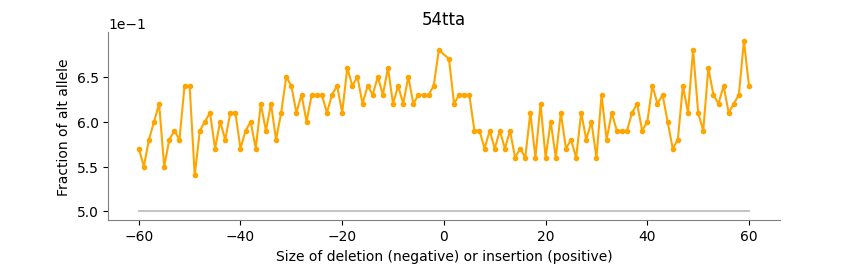 54tta
1e−1
Fraction of alt allele
6.5
6.0
5.5
5.0
−60 −40 −20 0 20 40 60
Size of deletion (negative) or insertion (positive)